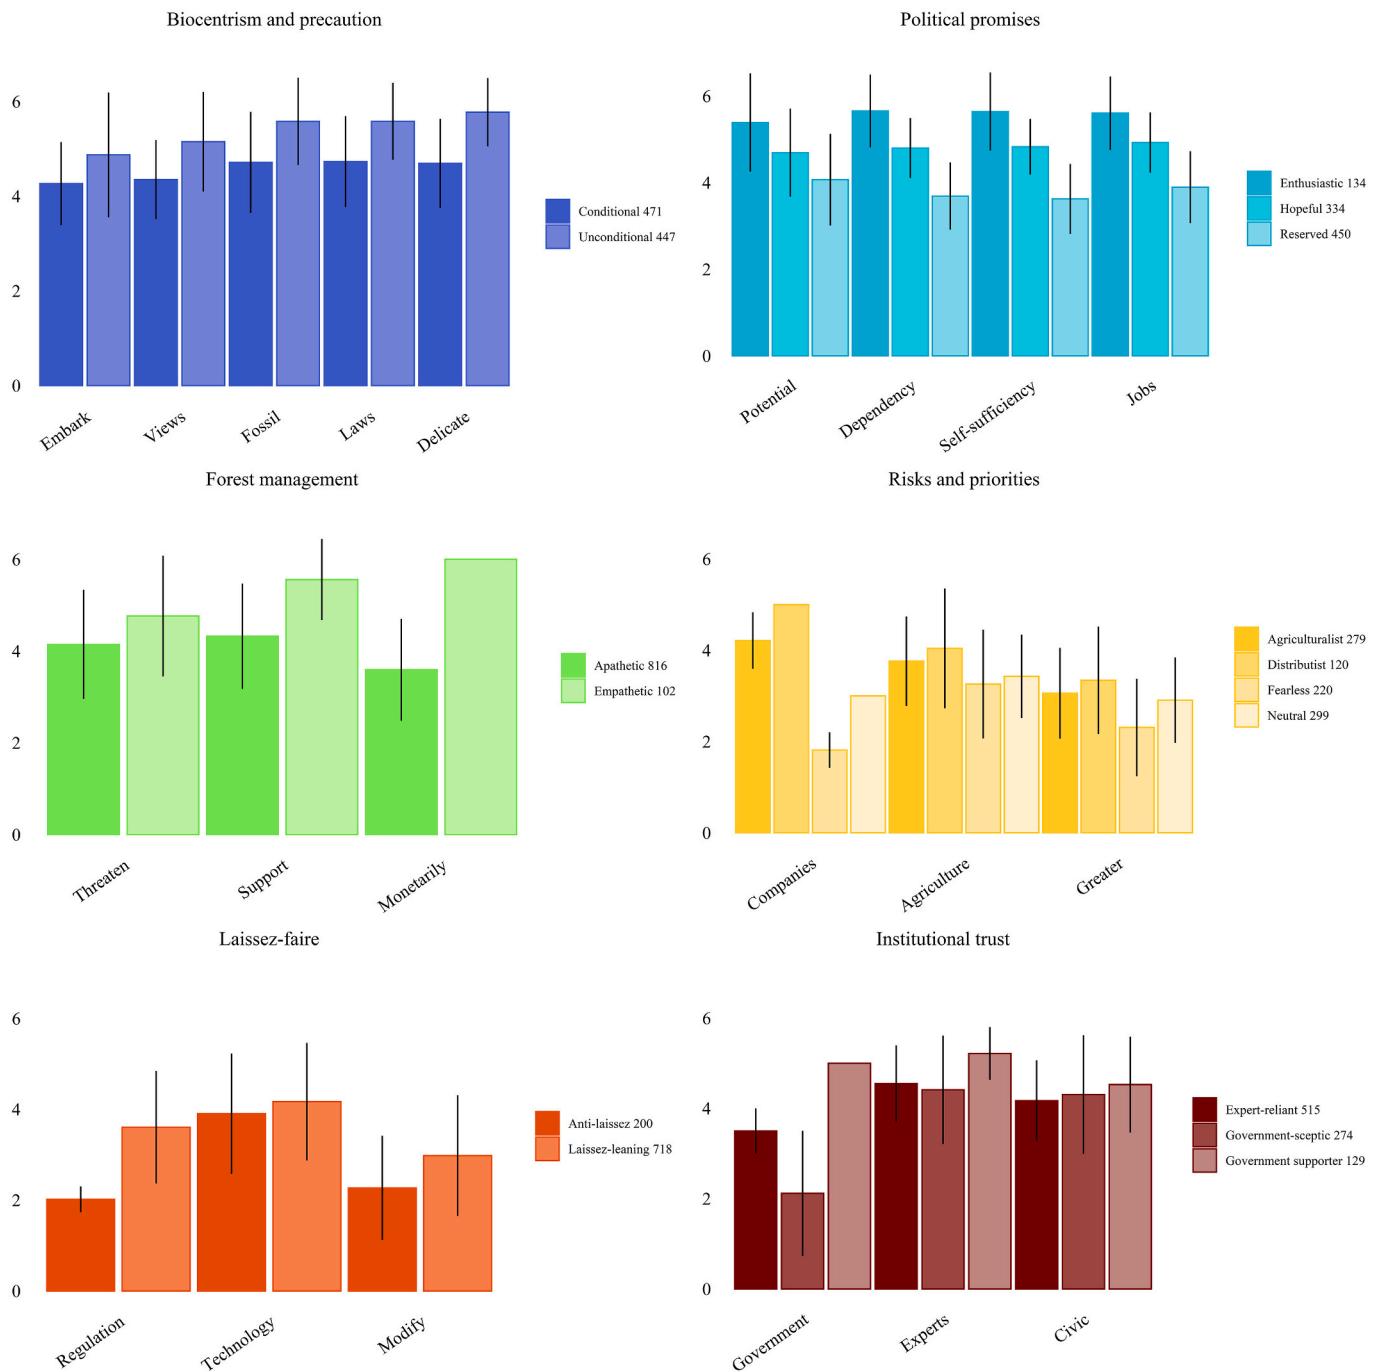 Biocentrism and precaution
6
4
2
0
Embark
Views
Fossil
Laws
Delicate
Conditional 471
Unconditional 447
Political promises
6
4
2
0
Potential
Dependency
Self-sufficiency
Jobs
Enthusiastic 134
Hopeful 334
Reserved 450
Forest management
6
4
2
0
Threaten
Support
Monetarily
Apathetic 816
Empathetic 102
Risks and priorities
6
4
2
0
Companies
Agriculture
Greater
Agriculturalist 279
Distributist 120
Fearless 220
Neutral 299
Laissez-faire
6
4
2
0
Regulation
Technology
Modify
Anti-laissez 200
Laissez-leaning 718
Institutional trust
6
4
2
0
Government
Experts
Civic
Expert-reliant 515
Government-sceptic 274
Government supporter 129